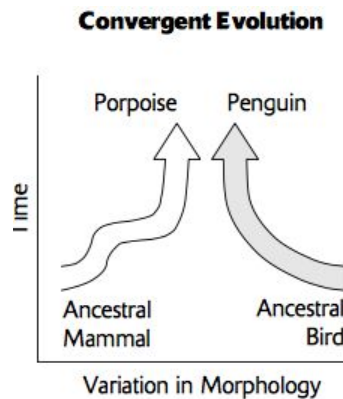 Convergent Evolution
Porpoise Penguin
Time
Ancestral Mammal
Ancestral Bird
Variation in Morphology